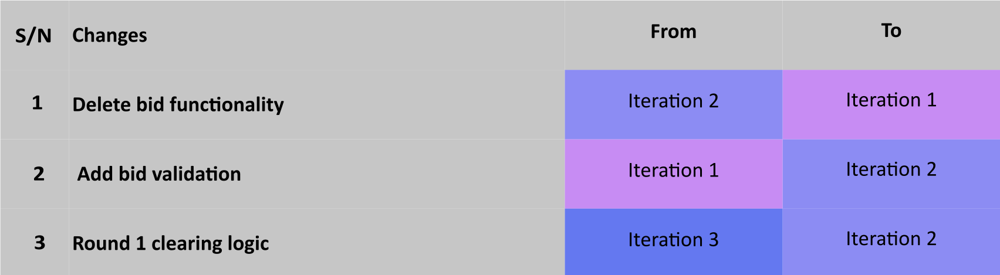 S/N Changes From To
1 Delete bid functionality Iteration 2 Iteration 1
2 Add bid validation Iteration 1 Iteration 2
3 Round 1 clearing logic Iteration 3 Iteration 2